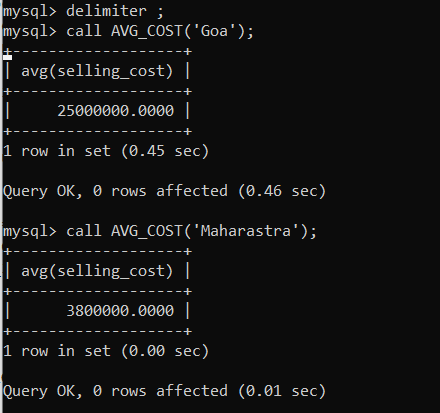 mysql> delimiter ;
mysql> call AVG_COST('Goa');
+-------------------+
| avg(selling_cost) |
+-------------------+
|     25000000.0000 |
+-------------------+
1 row in set (0.45 sec)

Query OK, 0 rows affected (0.46 sec)

mysql> call AVG_COST('Maharastra');
+-------------------+
| avg(selling_cost) |
+-------------------+
|      3800000.0000 |
+-------------------+
1 row in set (0.00 sec)

Query OK, 0 rows affected (0.01 sec)